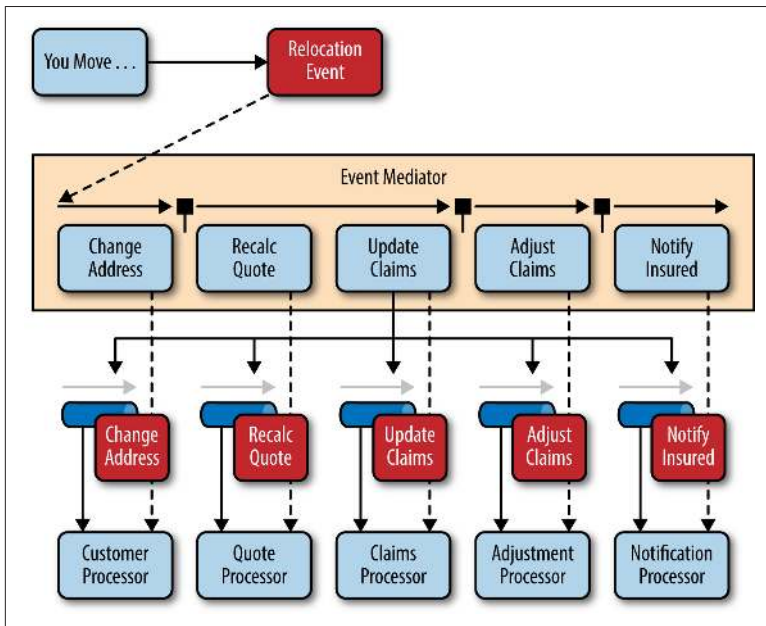 You Move . . .
Relocation
Event
Event Mediator
Change
Address
Recalc
Quote
Update
Claims
Adjust
Claims
Notify
Insured
Change
Address
Recalc
Quote
Update
Claims
Adjust
Claims
Notify
Insured
Customer
Processor
Quote
Processor
Claims
Processor
Adjustment
Processor
Notification
Processor